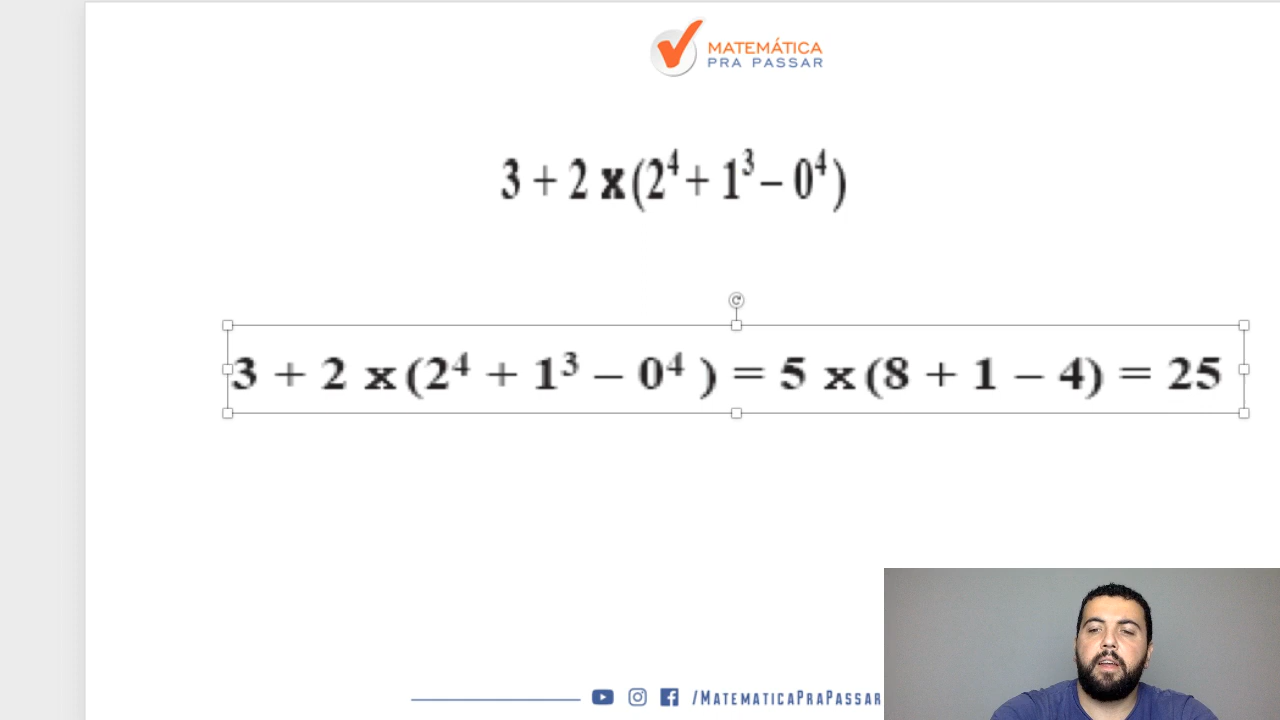 MATEMÁTICA
PRA PASSAR
3 + 2 x (2⁴ + 1³ – 0⁴)
3 + 2 x (2⁴ + 1³ – 0⁴ ) = 5 x (8 + 1 – 4) = 25
/MATEMATICAPRAPASSAR